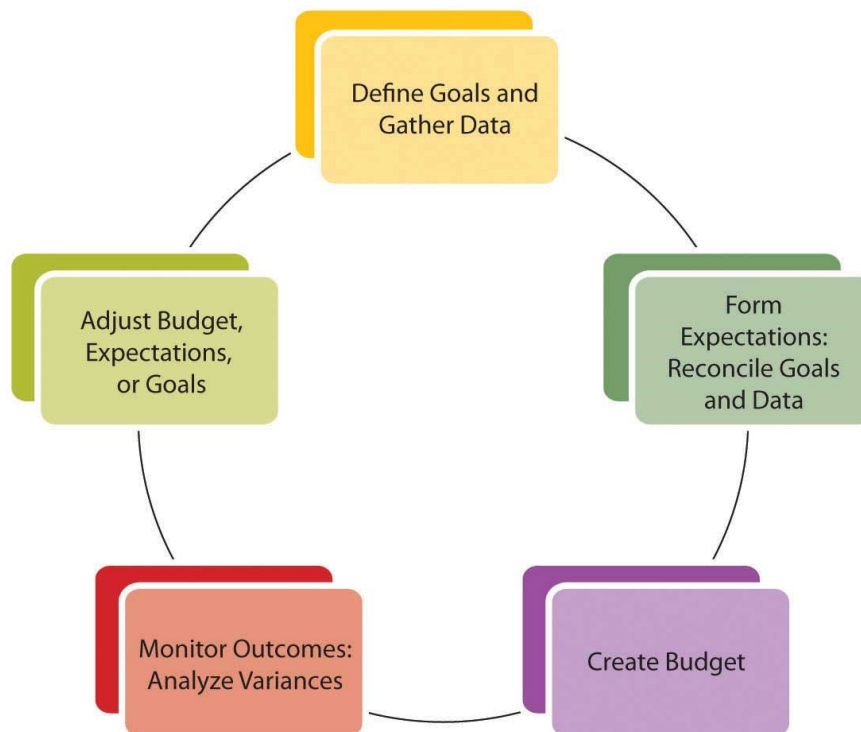 Define Goals and
Gather Data
Form
Expectations:
Reconcile Goals
and Data
Create Budget
Monitor Outcomes:
Analyze Variances
Adjust Budget,
Expectations,
or Goals